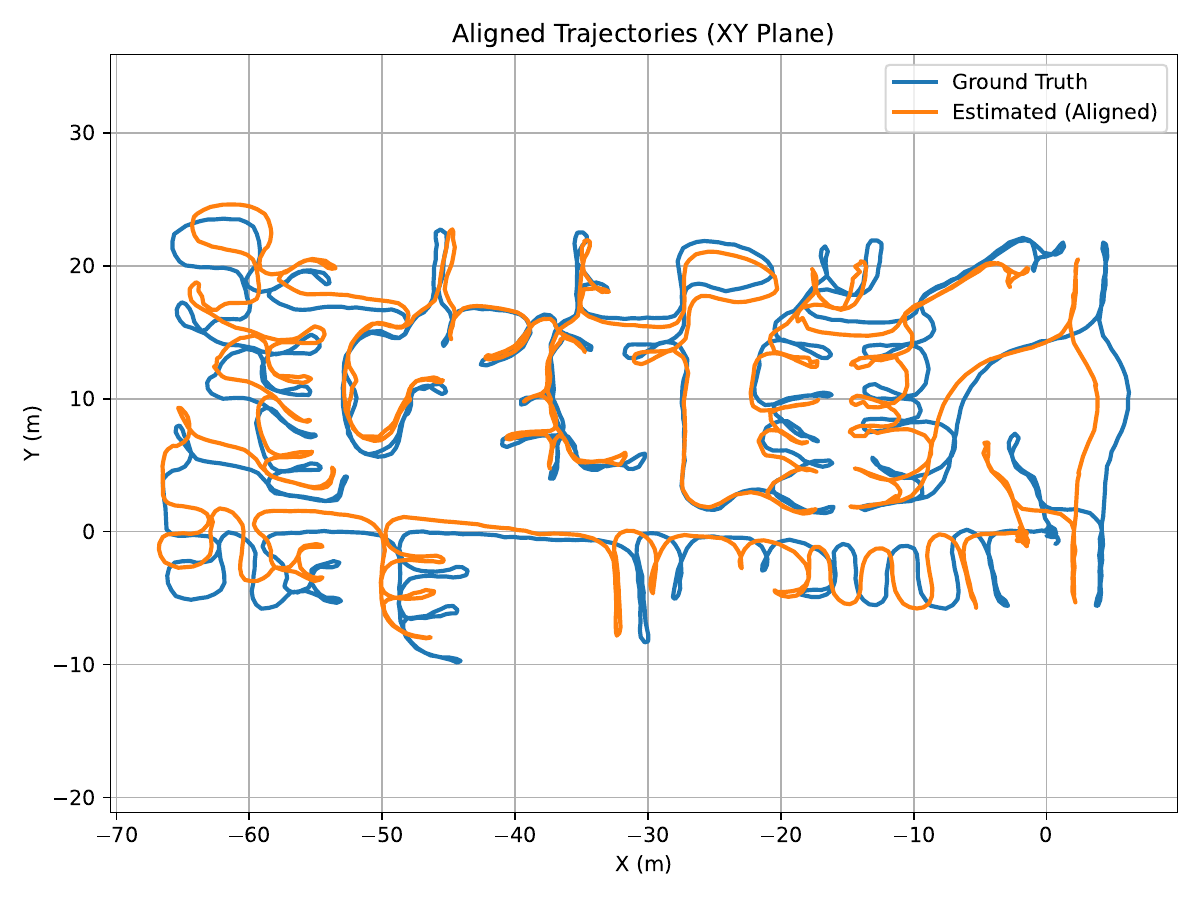 Aligned Trajectories (XY Plane)
Ground Truth
Estimated (Aligned)
Y (m)
30
20
10
0
−10
−20
−70 −60 −50 −40 −30 −20 −10 0
X (m)